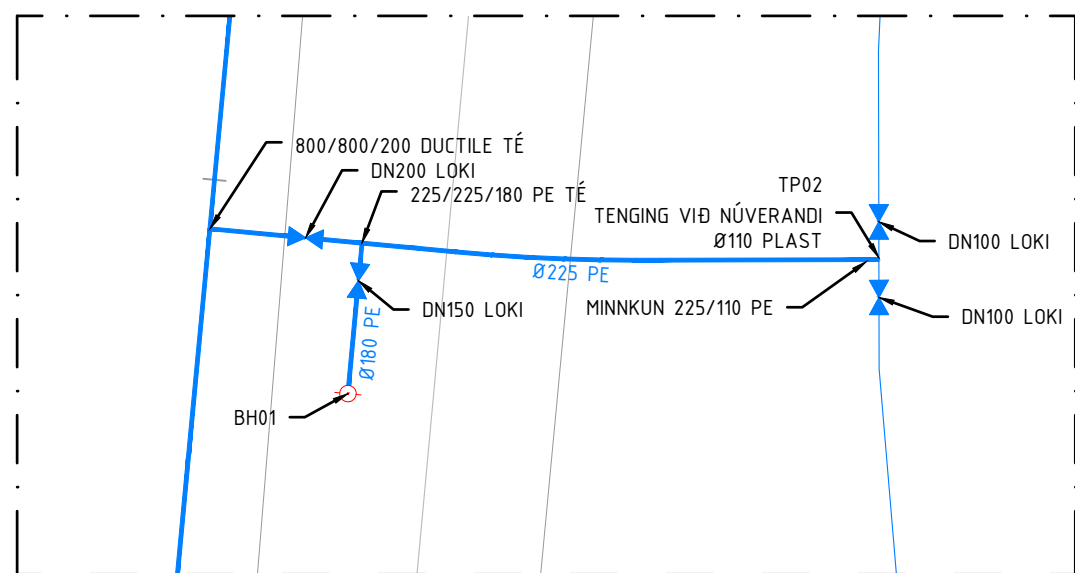 800/800/200 DUCTILE TÉ
DN200 LOKI
225/225/180 PE TÉ
TP02
TENGING VIÐ NÚVERANDI
Ø110 PLAST
DN100 LOKI
Ø225 PE
MINNKUN 225/110 PE
DN150 LOKI
DN100 LOKI
Ø180 PE
BH01